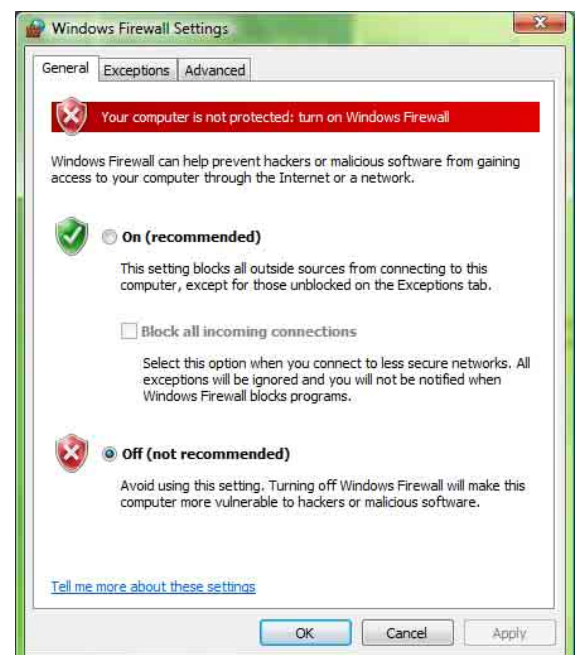 Windows Firewall Settings
General Exceptions Advanced
Your computer is not protected: turn on Windows Firewall
Windows Firewall can help prevent hackers or malicious software from gaining
access to your computer through the Internet or a network.
On (recommended)
This setting blocks all outside sources from connecting to this
computer, except for those unblocked on the Exceptions tab.
Block all incoming connections
Select this option when you connect to less secure networks. All
exceptions will be ignored and you will not be notified when
Windows Firewall blocks programs.
Off (not recommended)
Avoid using this setting. Turning off Windows Firewall will make this
computer more vulnerable to hackers or malicious software.
Tell me more about these settings
OK Cancel Apply